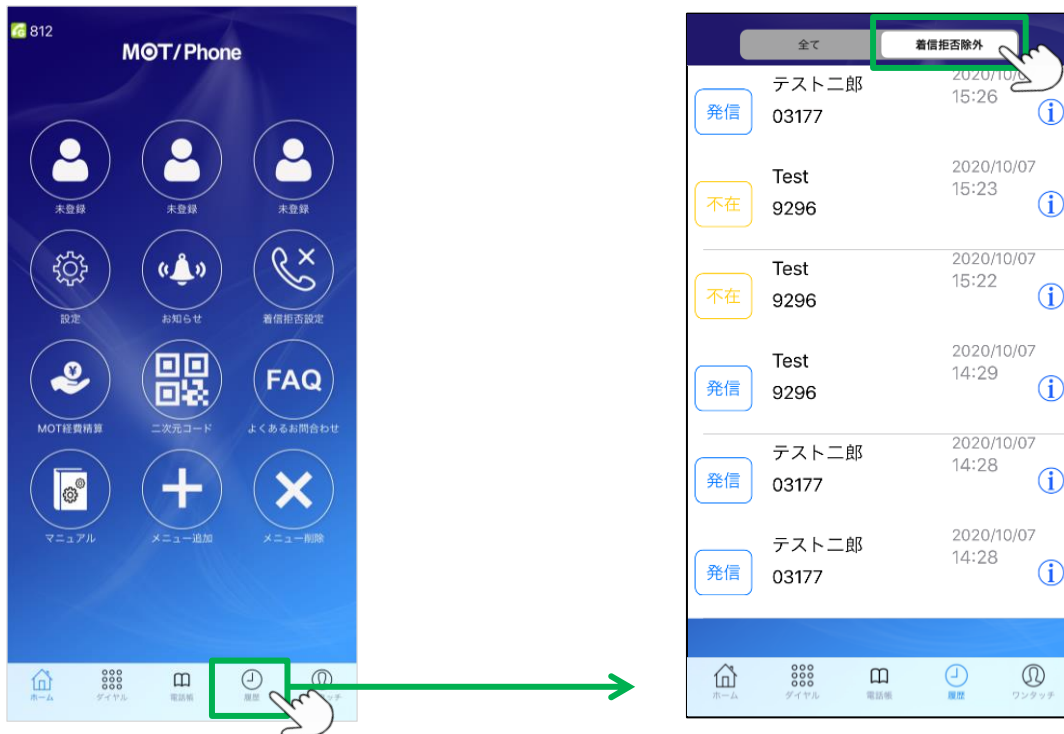 812
MOT/Phone
未登録
未登録
未登録
設定
お知らせ
着信拒否設定
MOT経費精算
二次元コード
FAQ
よくあるお問合わせ
マニュアル
メニュー追加
メニュー削除
ホーム
ダイヤル
電話帳
履歴
全て
着信拒否除外
テスト二郎
2020/10/0
15:26
発信
03177
Test
2020/10/07
15:23
不在
9296
Test
2020/10/07
15:22
不在
9296
Test
2020/10/07
14:29
発信
9296
テスト二郎
2020/10/07
14:28
発信
03177
テスト二郎
2020/10/07
14:28
発信
03177
ホーム
ダイヤル
電話帳
履歴
ワンタッチ